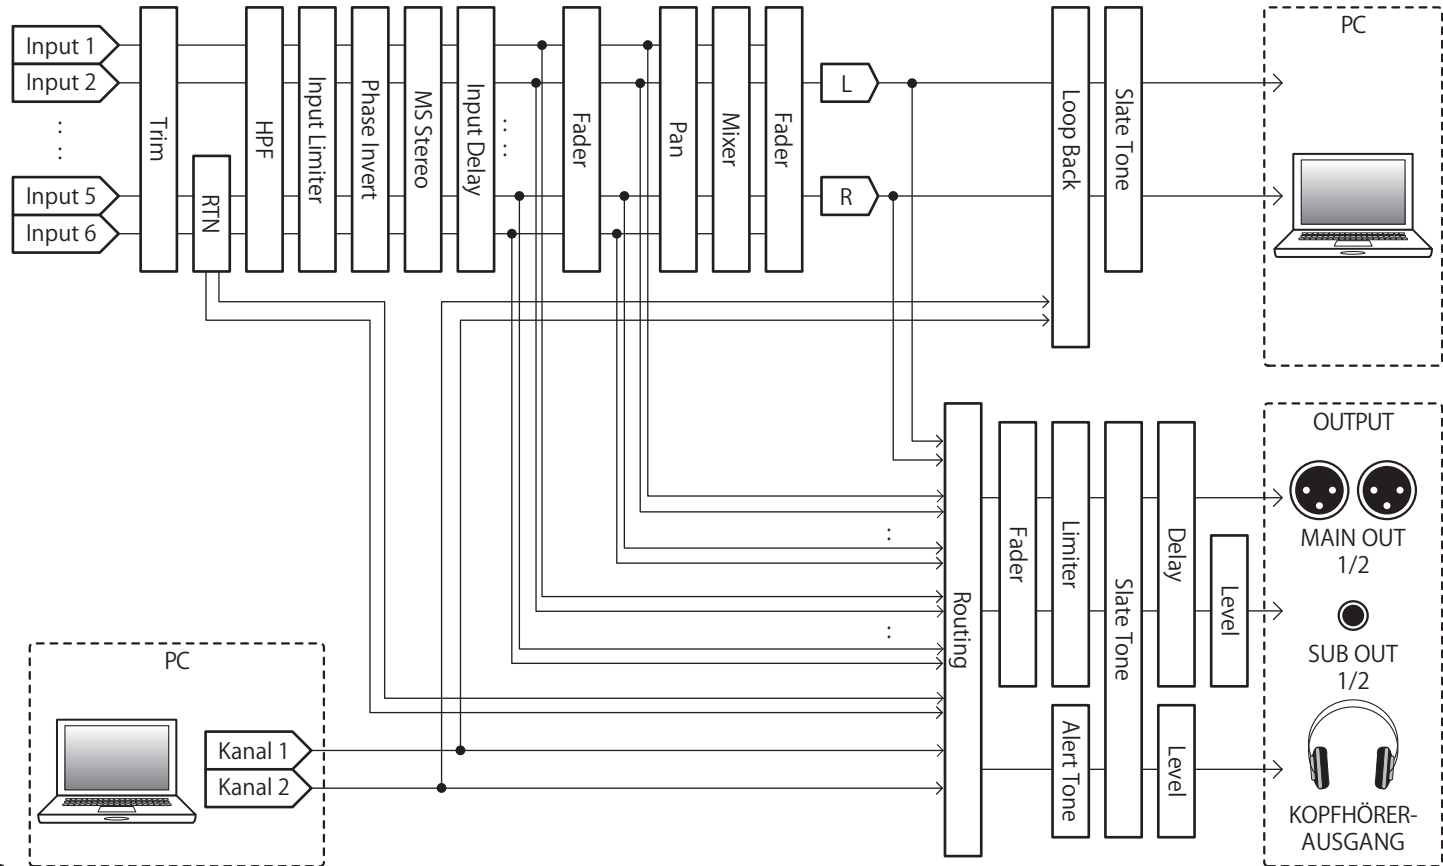 Input 1
Input 2
Input 5
Input 6
Trim
RTN
HPF
Input Limiter
Phase Invert
MS Stereo
Input Delay
Fader
Pan
Mixer
Fader
L
R
Loop Back
Slate Tone
PC
PC
Kanal 1
Kanal 2
Routing
Fader
Limiter
Alert Tone
Slate Tone
Delay
Level
Level
OUTPUT
MAIN OUT
1/2
SUB OUT
1/2
KOPFHÖRER-
AUSGANG